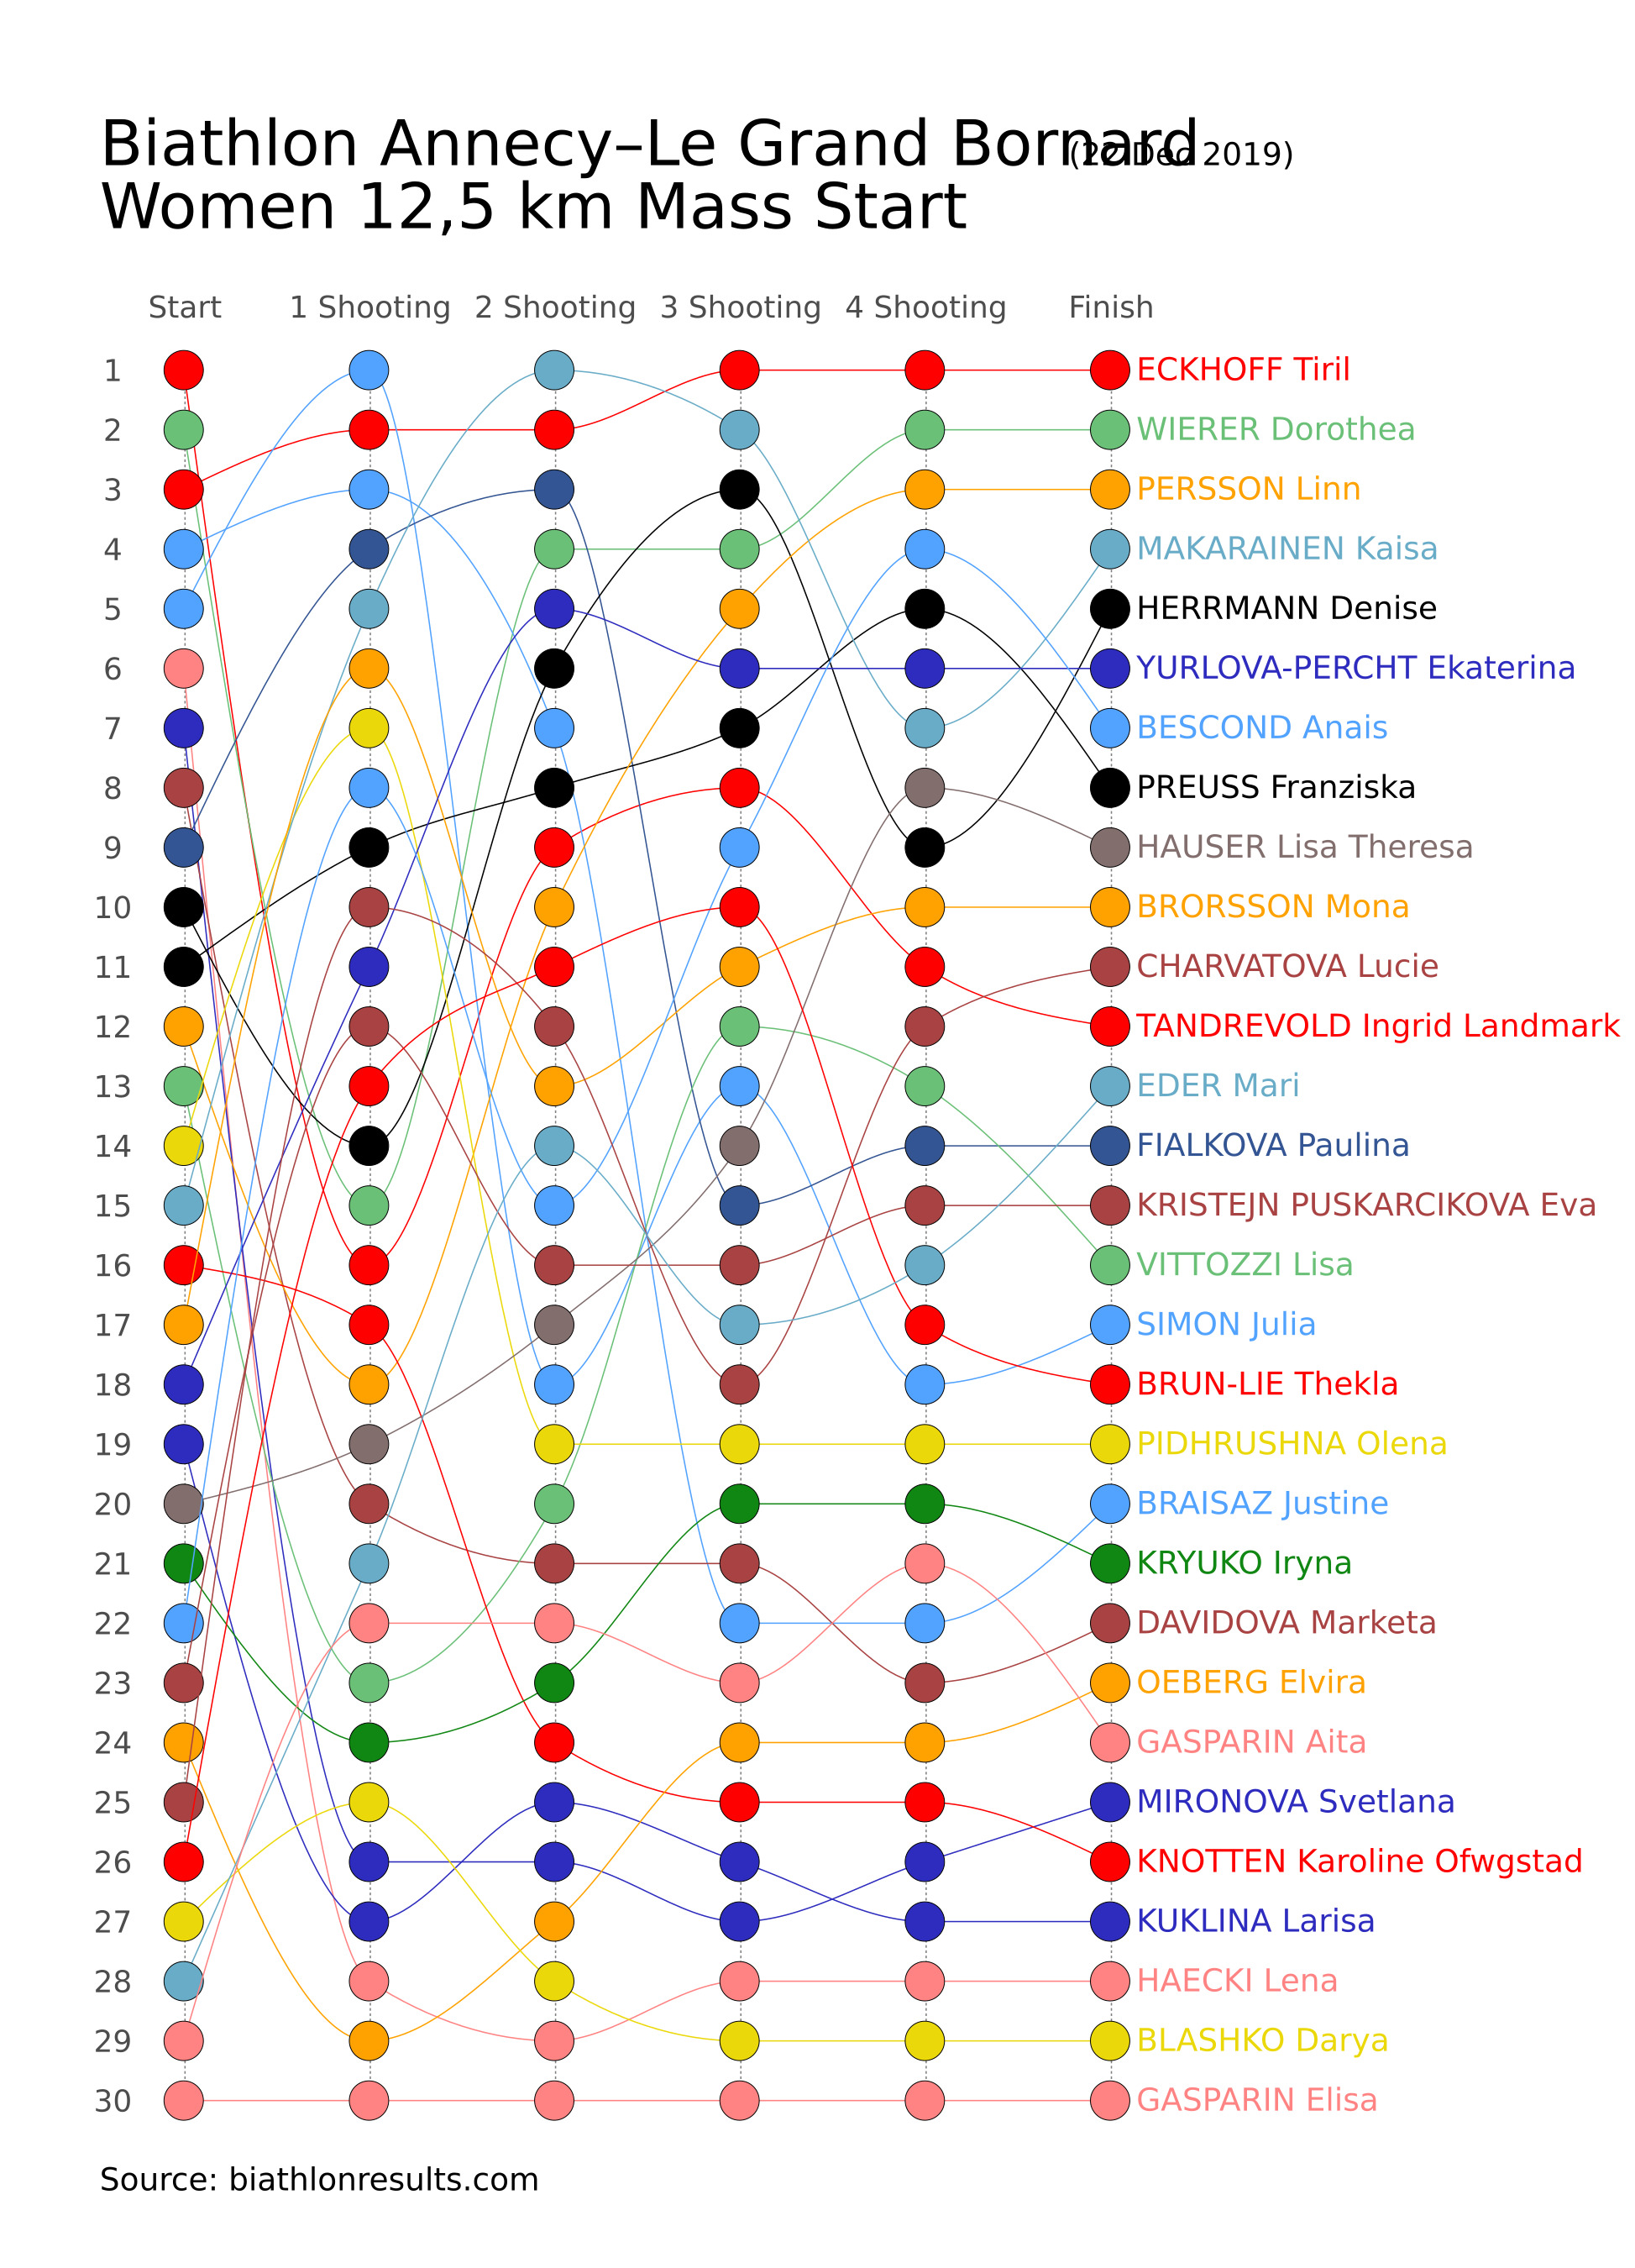 Biathlon Annecy–Le Grand Bornard (22 Dec 2019)
Women 12,5 km Mass Start
Start 1 Shooting 2 Shooting 3 Shooting 4 Shooting Finish
1 ECKHOFF Tiril
2 WIERER Dorothea
3 PERSSON Linn
4 MAKARAINEN Kaisa
5 HERRMANN Denise
6 YURLOVA-PERCHT Ekaterina
7 BESCOND Anais
8 PREUSS Franziska
9 HAUSER Lisa Theresa
10 BRORSSON Mona
11 CHARVATOVA Lucie
12 TANDREVOLD Ingrid Landmark
13 EDER Mari
14 FIALKOVA Paulina
15 KRISTEJN PUSKARCIKOVA Eva
16 VITTOZZI Lisa
17 SIMON Julia
18 BRUN-LIE Thekla
19 PIDHRUSHNA Olena
20 BRAISAZ Justine
21 KRYUKO Iryna
22 DAVIDOVA Marketa
23 OEBERG Elvira
24 GASPARIN Aita
25 MIRONOVA Svetlana
26 KNOTTEN Karoline Ofwgstad
27 KUKLINA Larisa
28 HAECKI Lena
29 BLASHKO Darya
30 GASPARIN Elisa
Source: biathlonresults.com